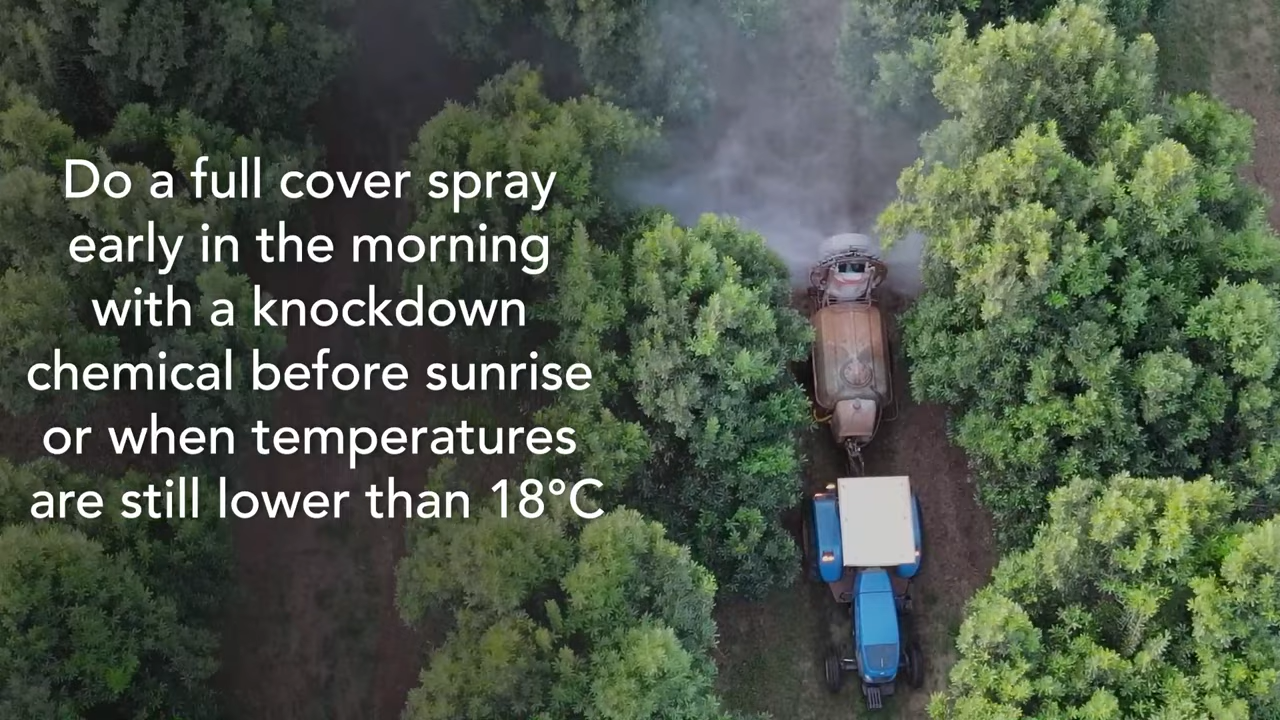 Do a full cover spray
early in the morning
with a knockdown
chemical before sunrise
or when temperatures
are still lower than 18°C